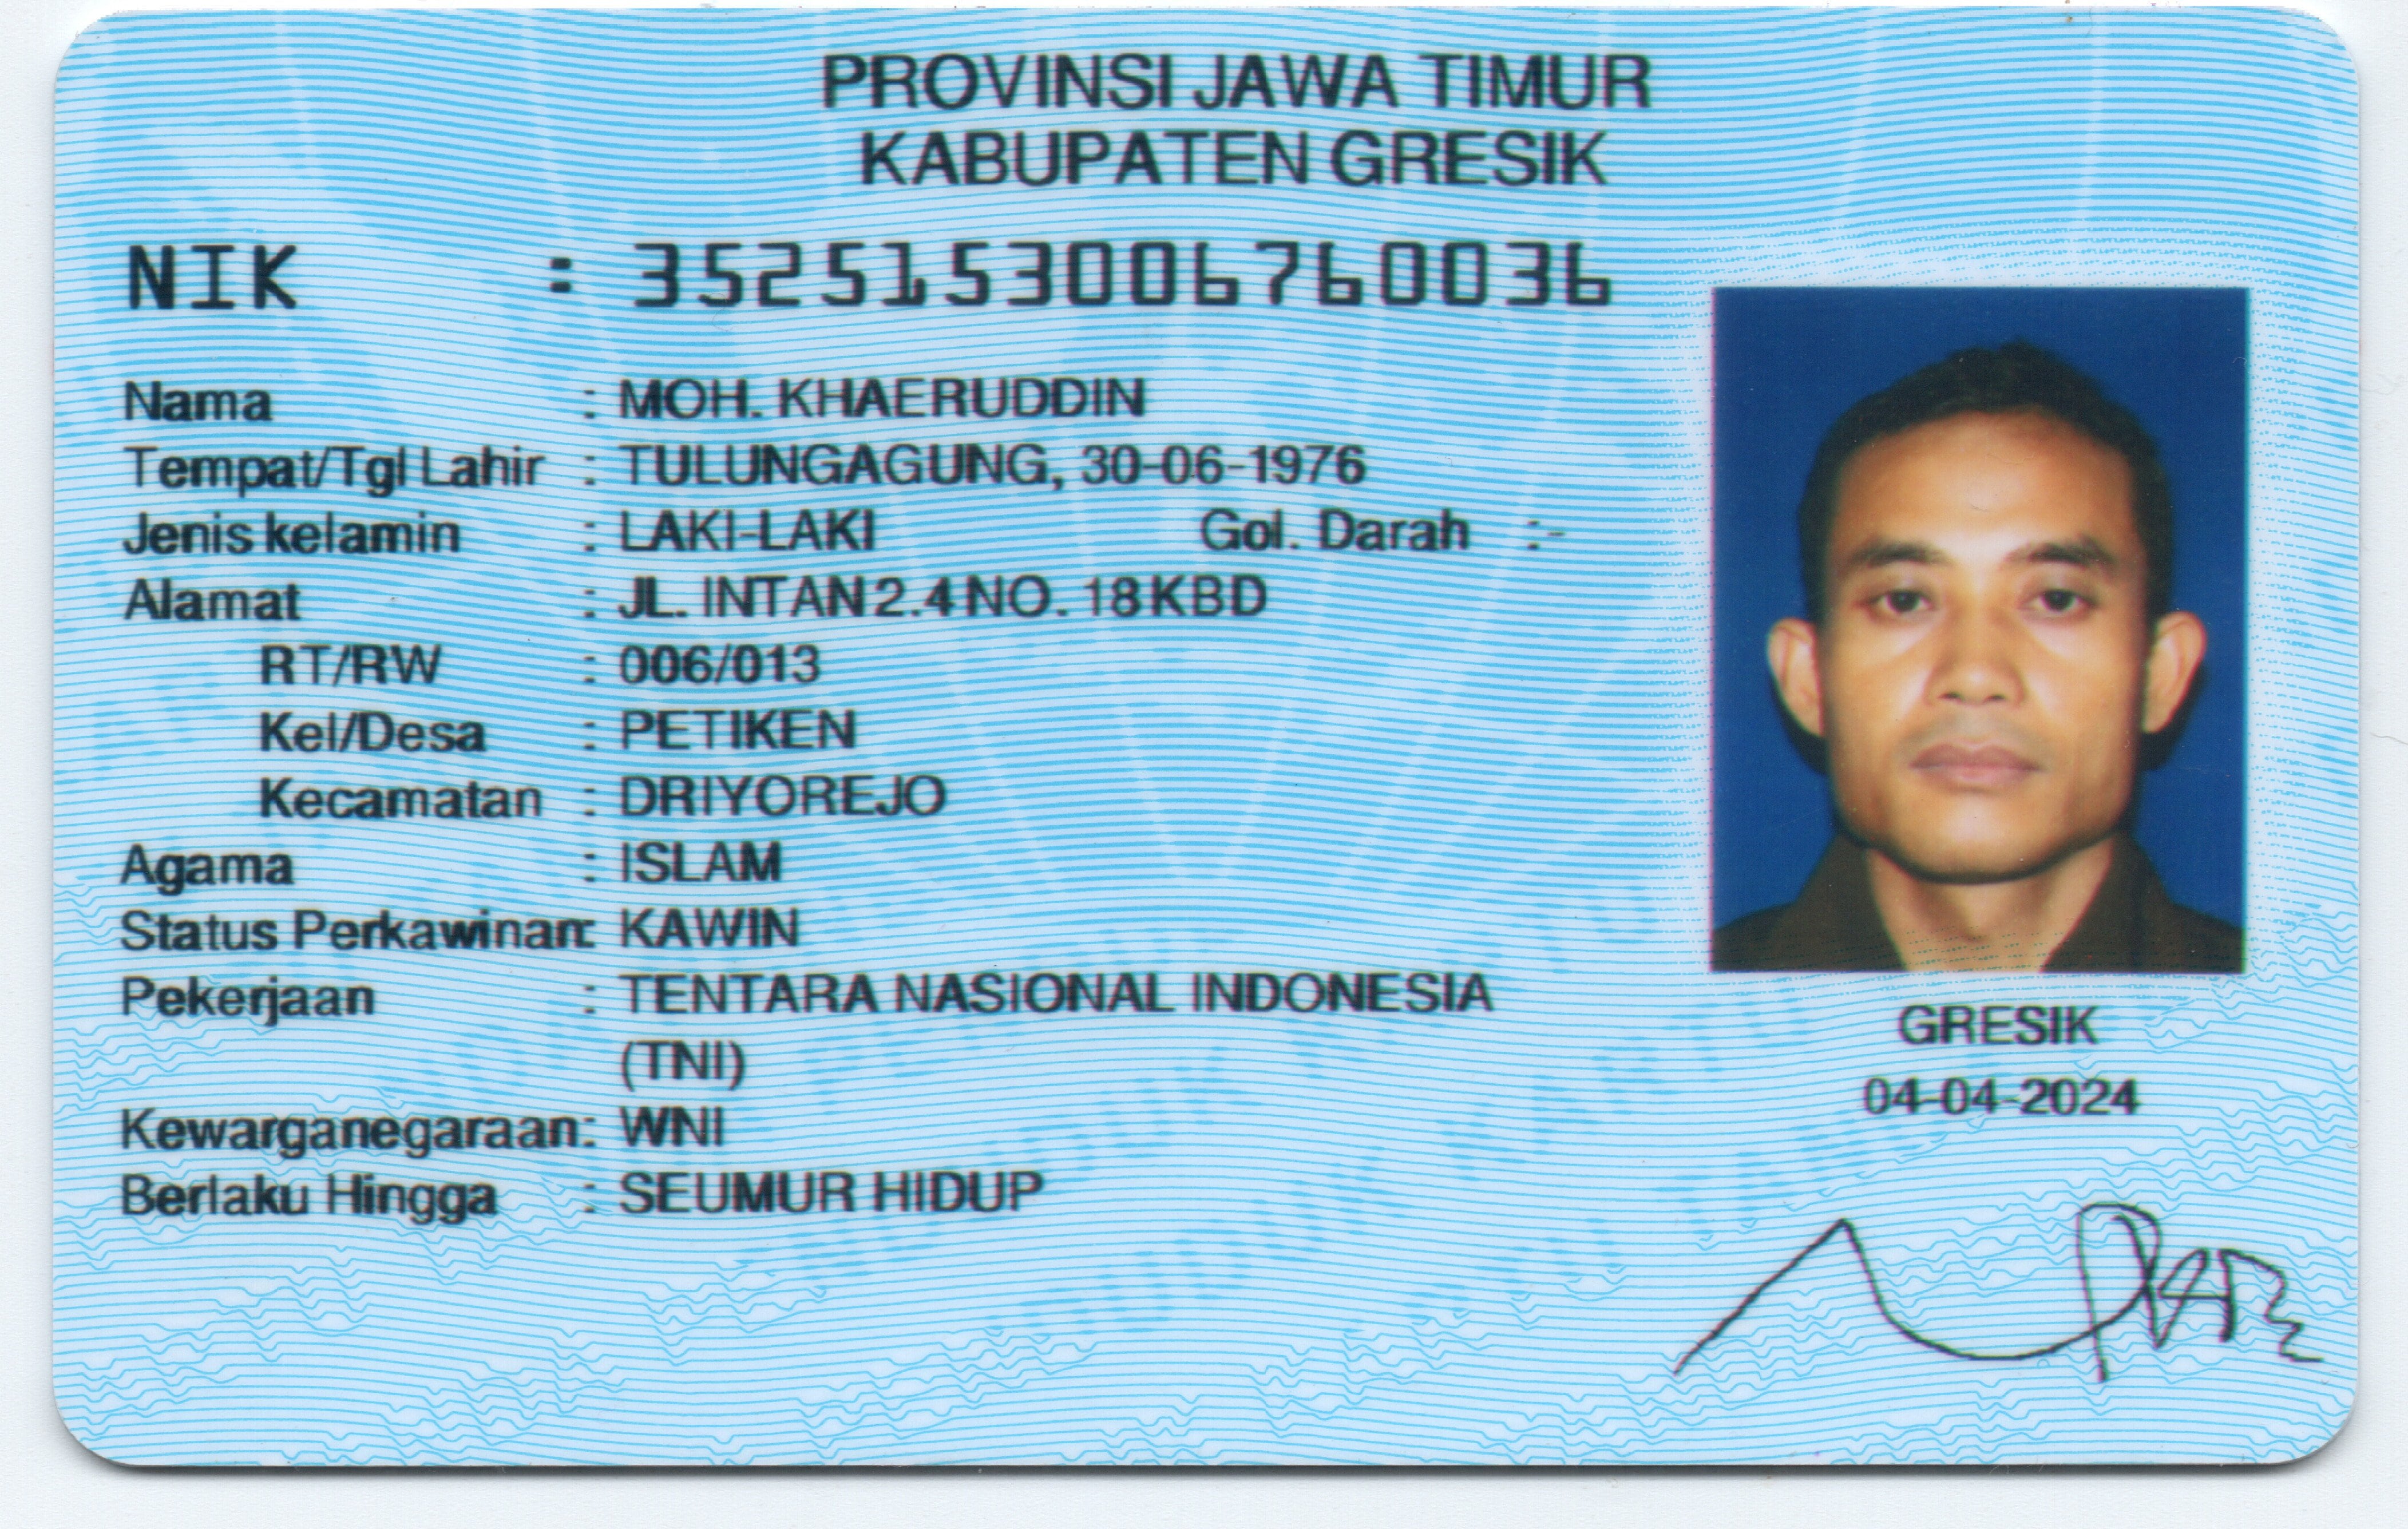 PROVINSI JAWA TIMUR
KABUPATEN GRESIK
NIK : 3525153006760036
Nama : MOH. KHAERUDDIN
Tempat/Tgl Lahir : TULUNGAGUNG, 30-06-1976
Jenis kelamin : LAKI-LAKI Gol. Darah :-
Alamat : JL. INTAN 2.4 NO. 18 KBD
RT/RW : 006/013
Kel/Desa : PETIKEN
Kecamatan : DRIYOREJO
Agama : ISLAM
Status Perkawinan: KAWIN
Pekerjaan : TENTARA NASIONAL INDONESIA
(TNI)
Kewarganegaraan: WNI
Berlaku Hingga : SEUMUR HIDUP
GRESIK
04-04-2024